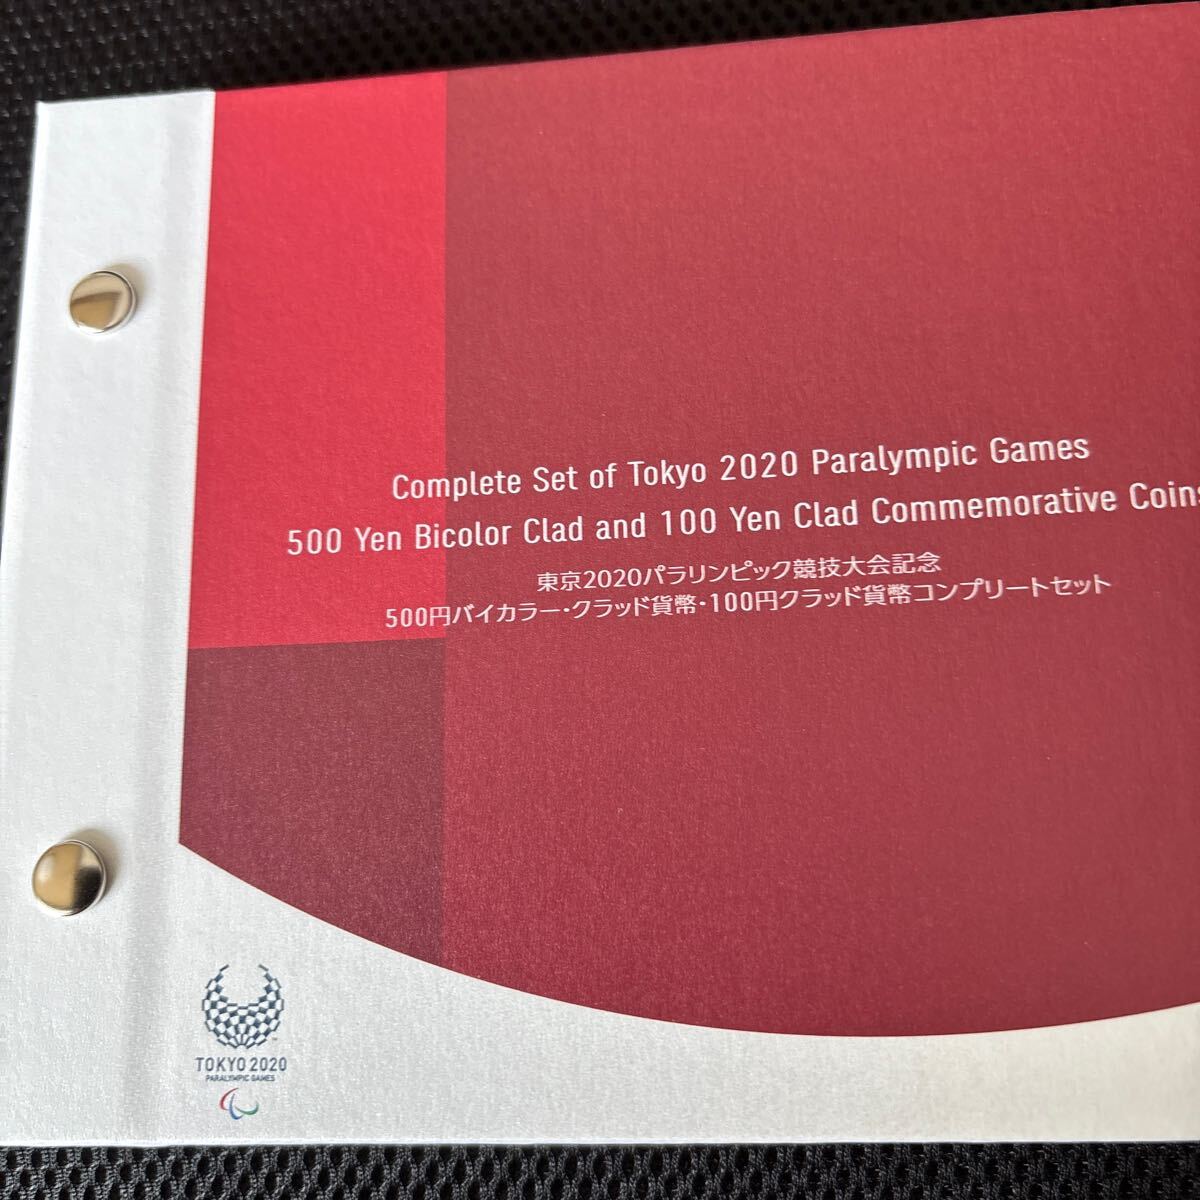 Complete Set of Tokyo 2020 Paralympic Games
500 Yen Bicolor Clad and 100 Yen Clad Commemorative Coins
東京2020パラリンピック競技大会記念
500円バイカラー・クラッド貨幣・100円クラッド貨幣コンプリートセット
TOKYO 2020
PARALYMPIC GAMES